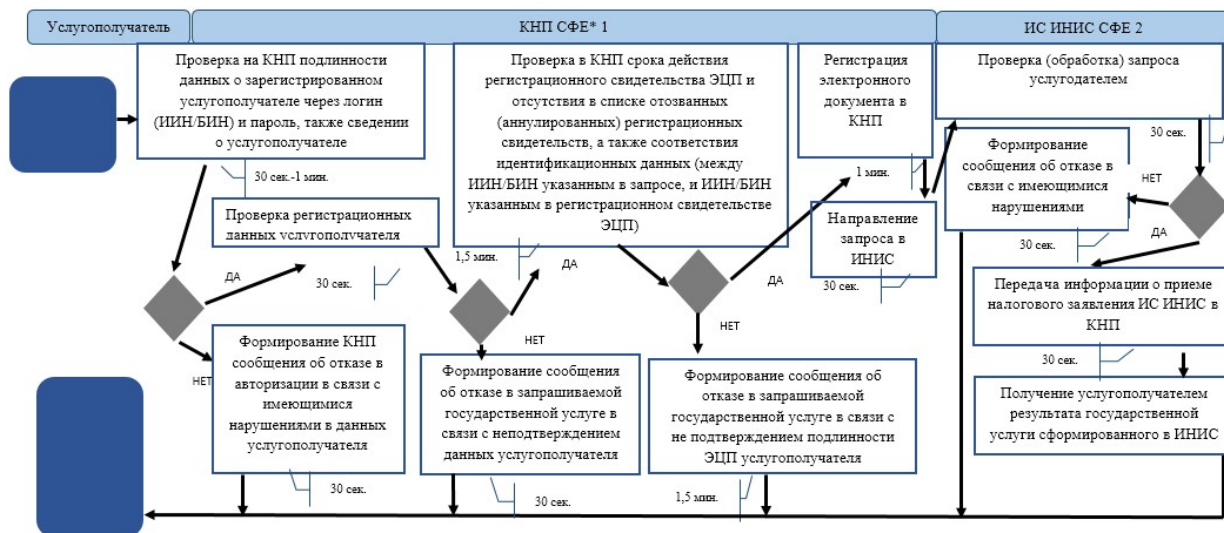 Услугополучатель
КНП СФЕ* 1
ИС ИНИС СФЕ 2
Проверка на КНП подлинности
данных о зарегистрированном
услугополучателе через логин
(ИИН/БИН) и пароль, также сведении
о услугополучателе
30 сек.-1 мин.
Проверка регистрационных
данных услугополучателя
30 сек.
ДА
НЕТ
Формирование КНП
сообщения об отказе в
авторизации в связи с
имеющимися
нарушениями в данных
услугополучателя
30 сек.
Проверка в КНП срока действия
регистрационного свидетельства ЭЦП и
отсутствия в списке отозванных
(аннулированных) регистрационных
свидетельств, а также соответствия
идентификационных данных (между
ИИН/БИН указанным в запросе, и ИИН/БИН
указанным в регистрационном свидетельстве
ЭЦП)
1,5 мин.
ДА
НЕТ
Формирование сообщения
об отказе в запрашиваемой
государственной услуге в
связи с неподтверждением
данных услугополучателя
30 сек.
ДА
НЕТ
Формирование сообщения об
отказе в запрашиваемой
государственной услуге в связи с
не подтверждением подлинности
ЭЦП услугополучателя
1,5 мин.
Регистрация
электронного
документа в
КНП
1 мин.
Направление
запроса в
ИНИС
30 сек.
Проверка (обработка) запроса
услугодателем
30 сек.
Формирование
сообщения об отказе в
связи с имеющимися
нарушениями
НЕТ
30 сек.
ДА
Передача информации о приеме
налогового заявления ИС ИНИС в
КНП
30 сек.
Получение услугополучателем
результата государственной
услуги сформированного в ИНИС